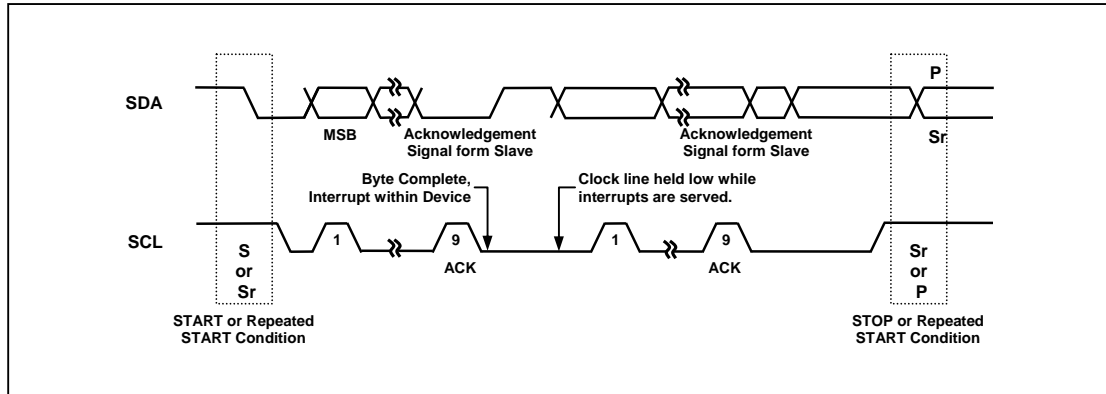 P
SDA
MSB
Acknowledgement
Signal form Slave
Acknowledgement
Signal form Slave
Sr
Byte Complete,
Interrupt within Device
Clock line held low while
interrupts are served.
SCL
S
or
Sr
1
9
ACK
1
9
ACK
Sr
or
P
START or Repeated
START Condition
STOP or Repeated
START Condition